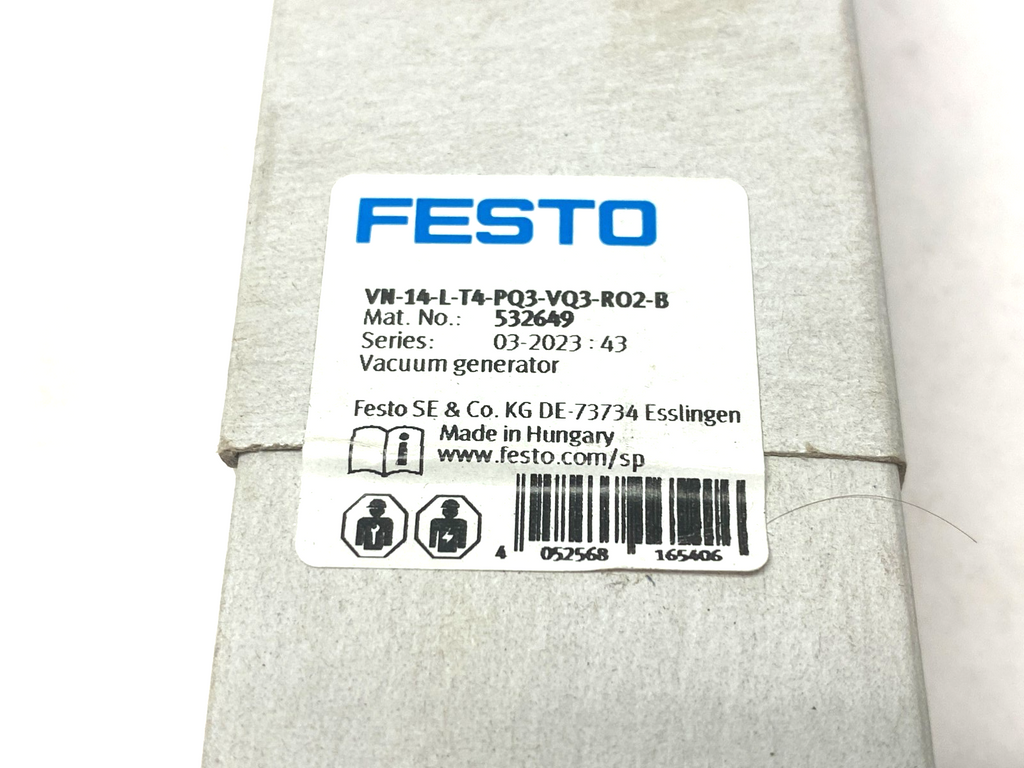 FESTO
VN-14-L-T4-PQ3-VQ3-RO2-B
Mat. No.: 532649
Series: 03-2023 : 43
Vacuum generator
Festo SE & Co. KG DE-73734 Esslingen
Made in Hungary
www.festo.com/sp
4 052568 165406